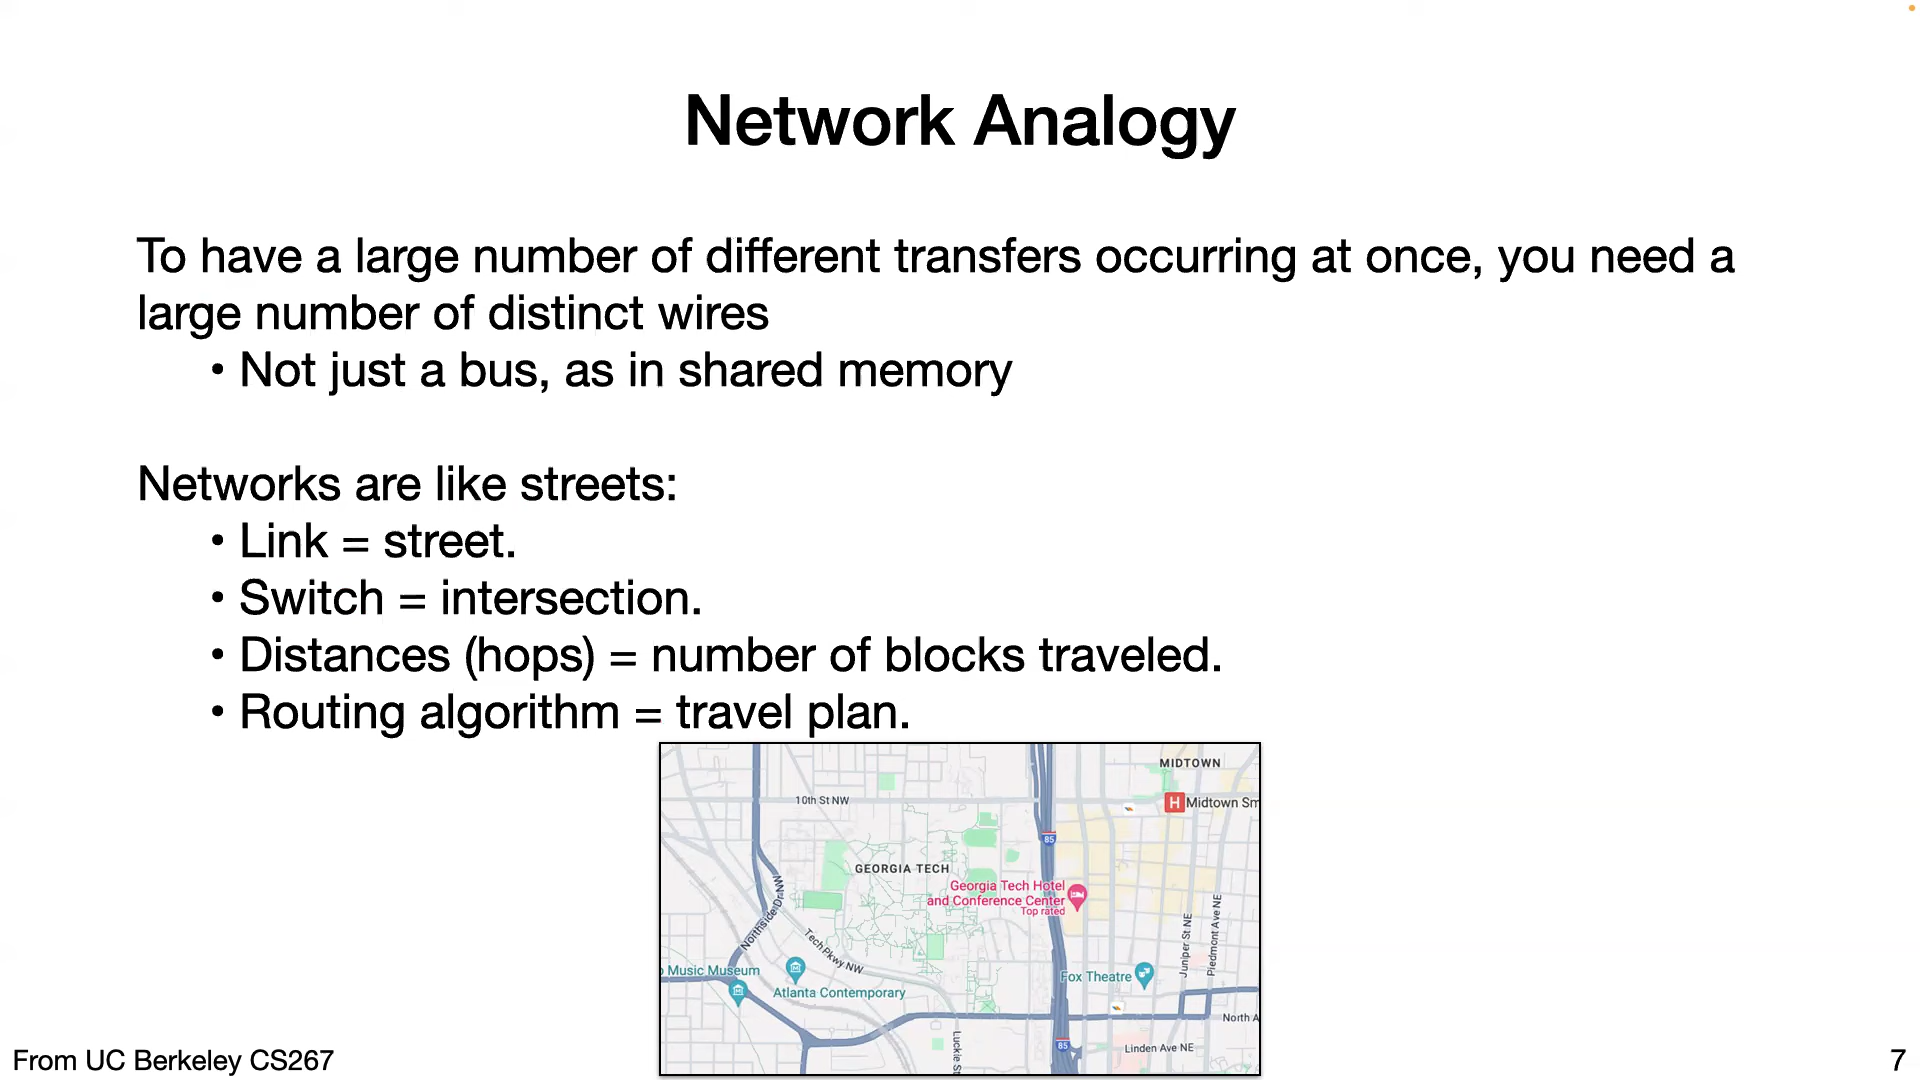 Network Analogy
To have a large number of different transfers occurring at once, you need a
large number of distinct wires
• Not just a bus, as in shared memory
Networks are like streets:
• Link = street.
• Switch = intersection.
• Distances (hops) = number of blocks traveled.
• Routing algorithm = travel plan.
MIDTOWN
10th St NW
H Midtown Sm
85
GEORGIA TECH
Georgia Tech Hotel
and Conference Center
Top rated
Northside Dr NW
Tech Pkwy NW
Juniper St NE
Piedmont Ave NE
Music Museum
Fox Theatre
Atlanta Contemporary
North A
Luckie St
85
Linden Ave NE
From UC Berkeley CS267
7